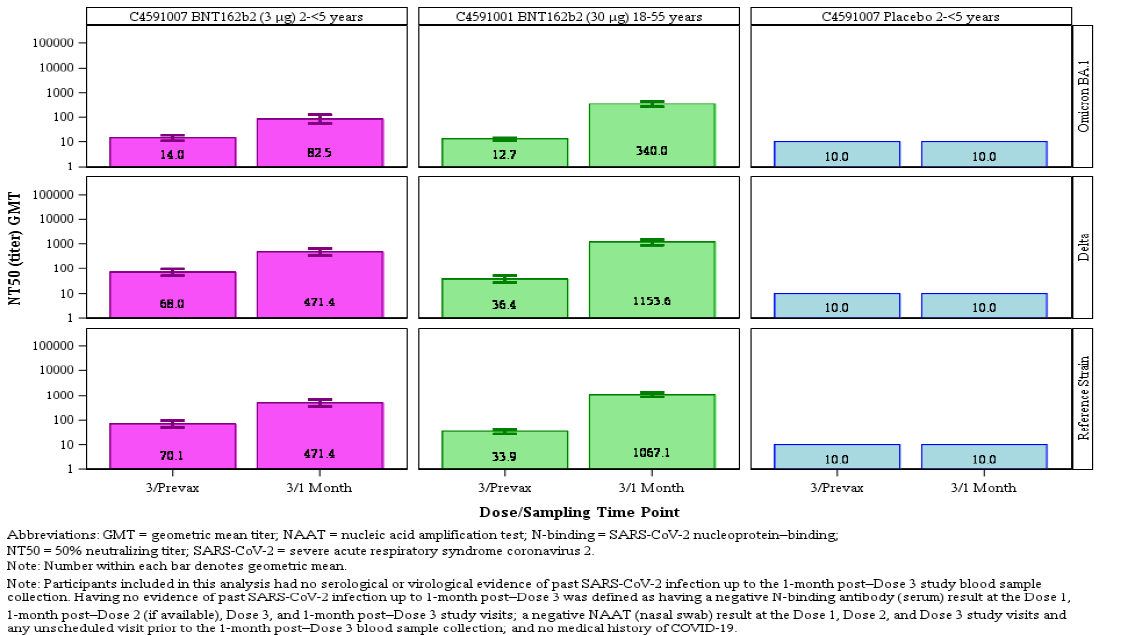 C4591007 BNT162b2 (3 µg) 2-<5 years
C4591001 BNT162b2 (30 µg) 18-55 years
C4591007 Placebo 2-<5 years
NT50 (titer) GMT
100000
10000
1000
100
10
1
14.0
82.5
12.7
340.0
10.0
10.0
Omicron BA.1
100000
10000
1000
100
10
1
68.0
471.4
36.4
1153.6
10.0
10.0
Delta
100000
10000
1000
100
10
1
70.1
471.4
33.9
1067.1
10.0
10.0
Reference Strain
3/Prevax
3/1 Month
3/Prevax
3/1 Month
3/Prevax
3/1 Month
Dose/Sampling Time Point
Abbreviations: GMT = geometric mean titer; NAAT = nucleic acid amplification test; N-binding = SARS-CoV-2 nucleoprotein–binding;
NT50 = 50% neutralizing titer; SARS-CoV-2 = severe acute respiratory syndrome coronavirus 2.
Note: Number within each bar denotes geometric mean.
Note: Participants included in this analysis had no serological or virological evidence of past SARS-CoV-2 infection up to the 1-month post–Dose 3 study blood sample
collection. Having no evidence of past SARS-CoV-2 infection up to 1-month post–Dose 3 was defined as having a negative N-binding antibody (serum) result at the Dose 1,
1-month post–Dose 2 (if available), Dose 3, and 1-month post–Dose 3 study visits; a negative NAAT (nasal swab) result at the Dose 1, Dose 2, and Dose 3 study visits and
any unscheduled visit prior to the 1-month post–Dose 3 blood sample collection; and no medical history of COVID-19.